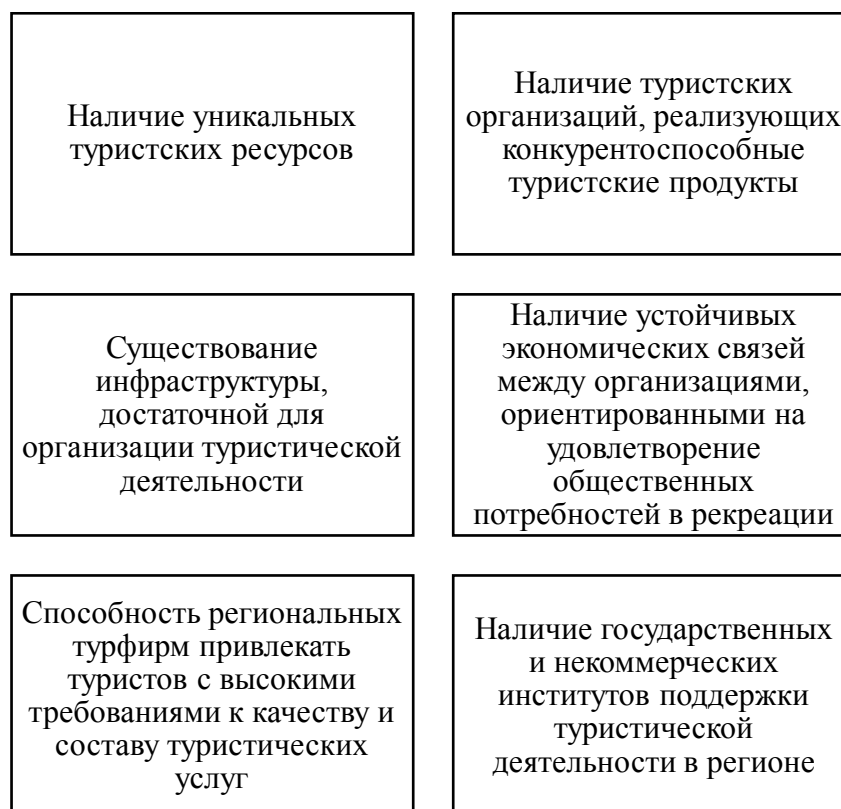 Наличие уникальных
туристских ресурсов
Наличие туристских
организаций, реализующих
конкурентоспособные
туристские продукты
Существование
инфраструктуры,
достаточной для
организации туристической
деятельности
Наличие устойчивых
экономических связей
между организациями,
ориентированными на
удовлетворение
общественных
потребностей в рекреации
Способность региональных
турфирм привлекать
туристов с высокими
требованиями к качеству и
составу туристических
услуг
Наличие государственных
и некоммерческих
институтов поддержки
туристической
деятельности в регионе